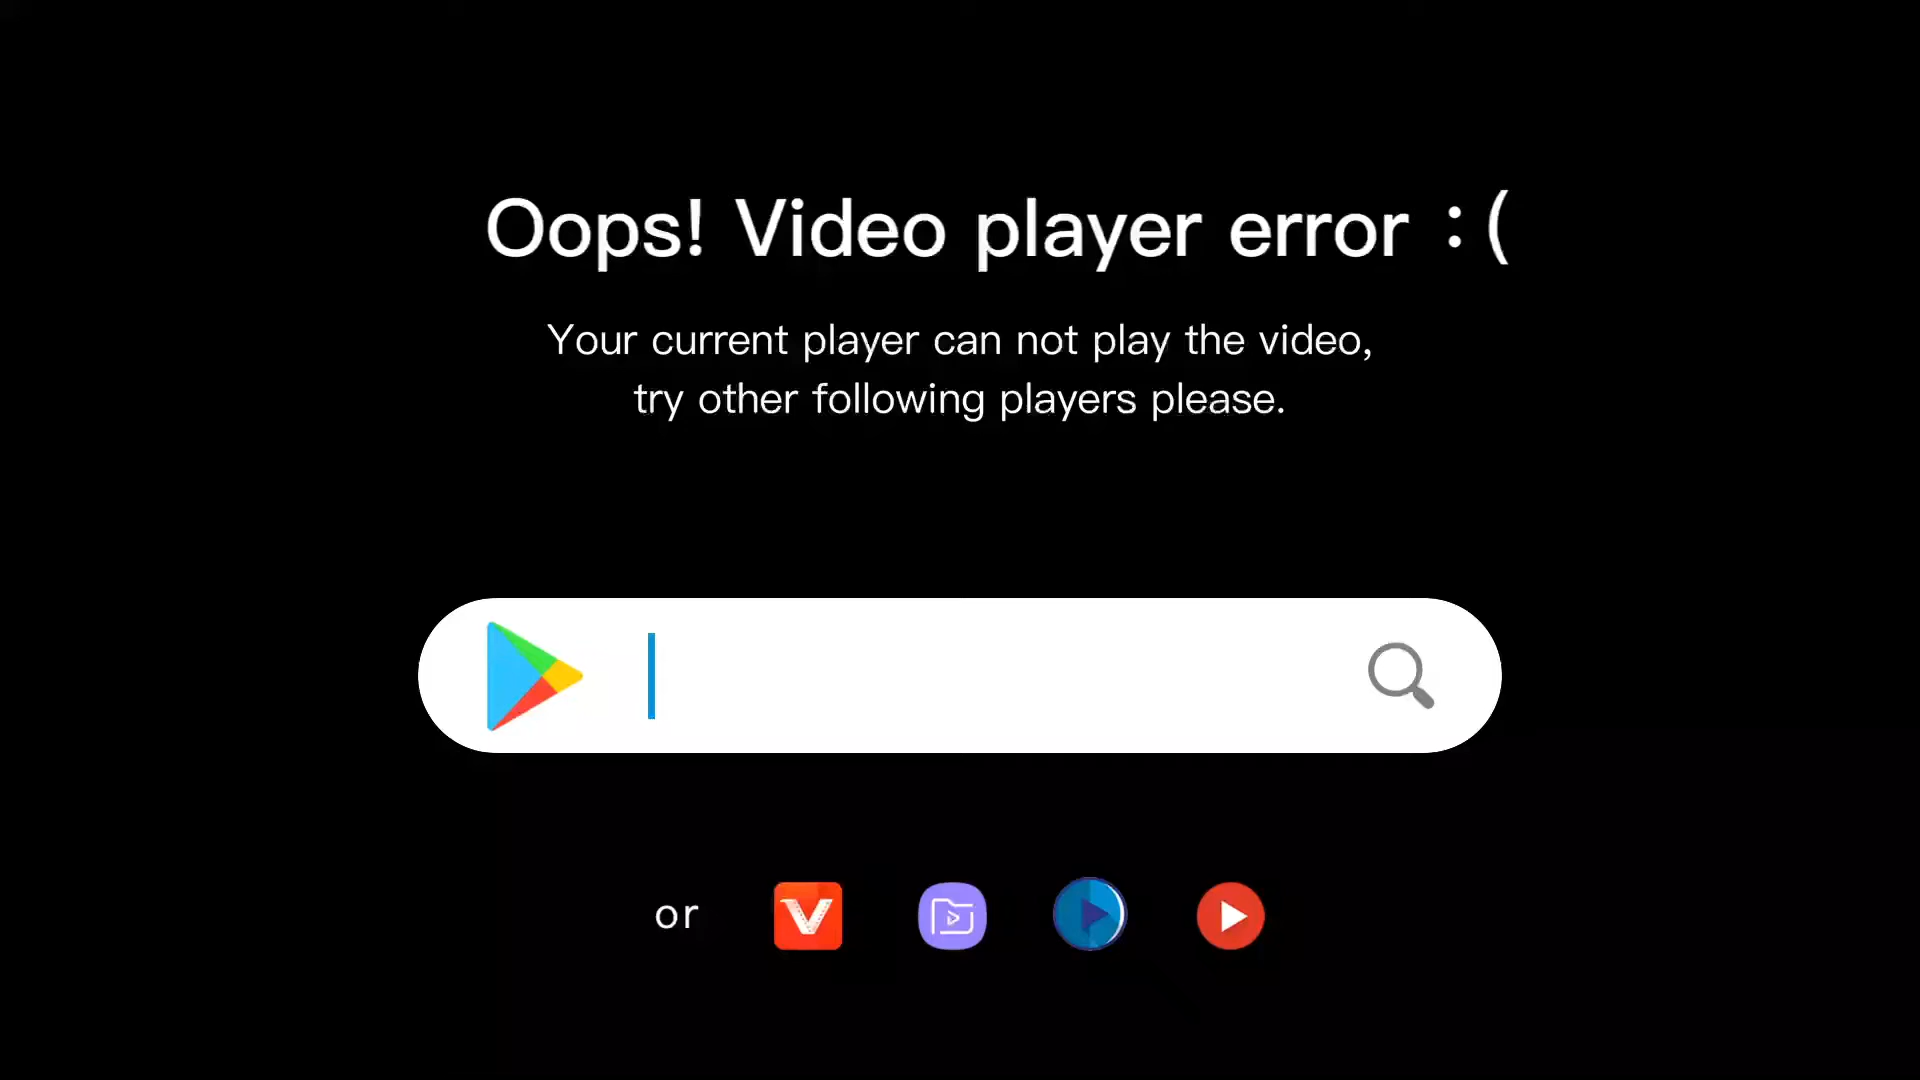 Oops! Video player error :(
Your current player can not play the video,
try other following players please.
or